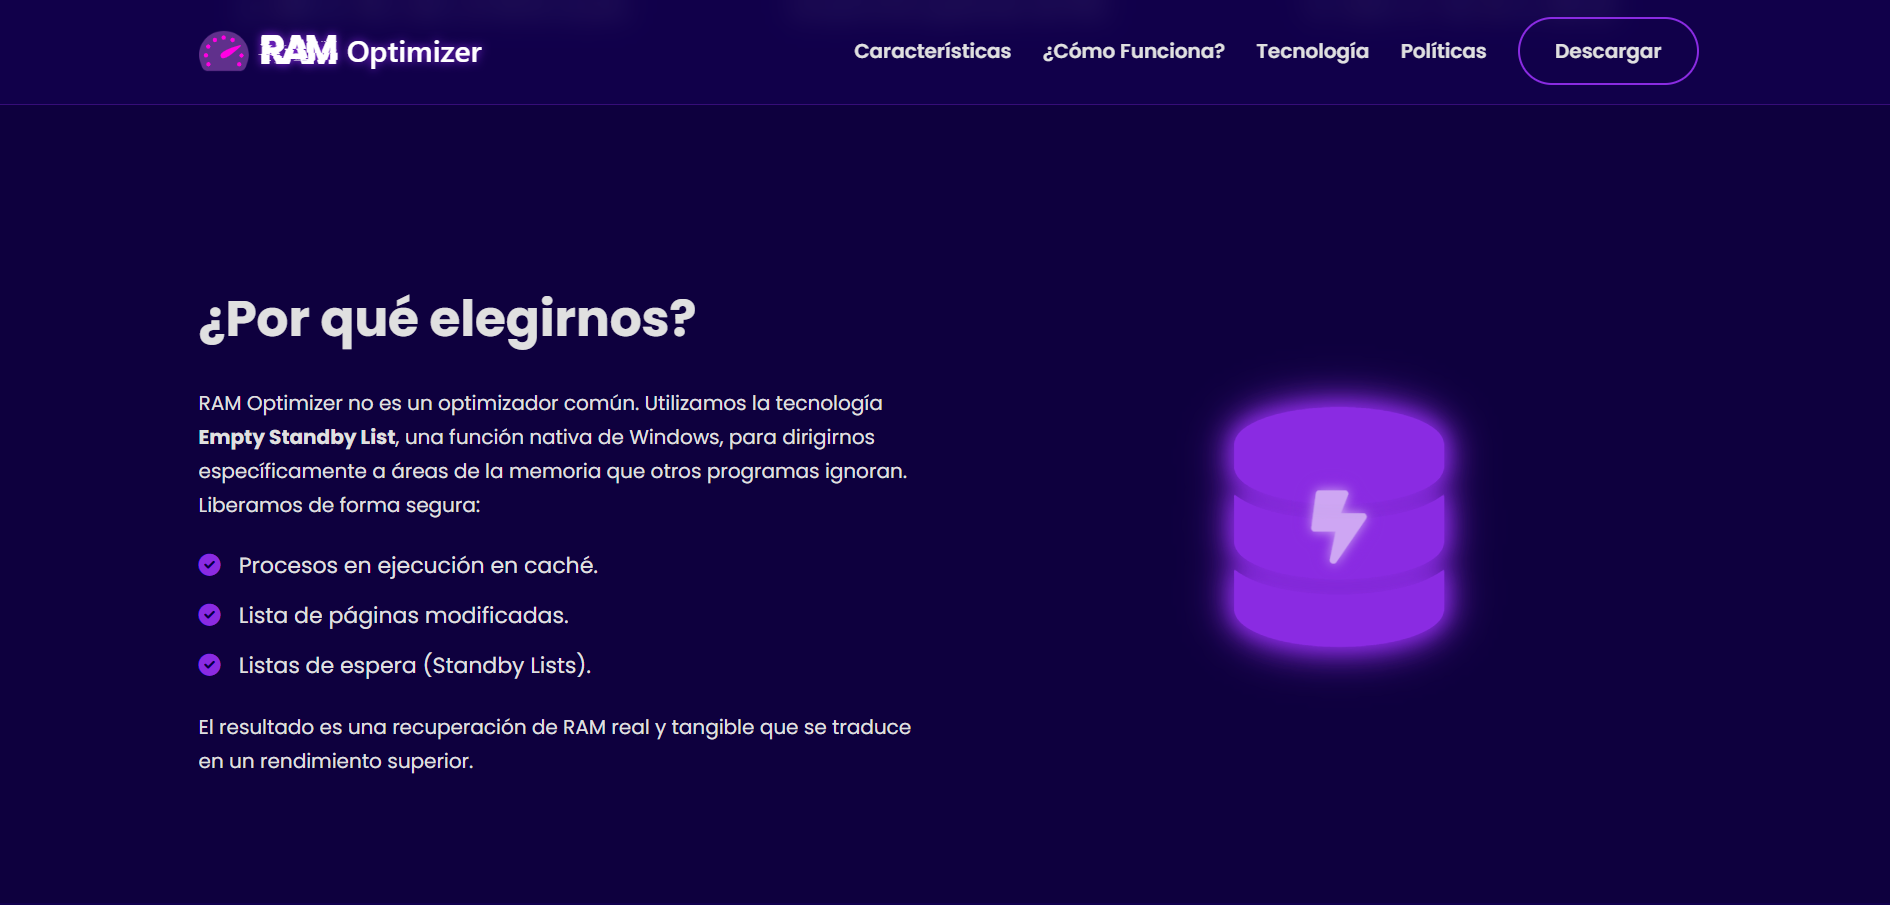 RAM Optimizer
Características
¿Cómo Funciona?
Tecnología
Políticas
Descargar
¿Por qué elegirnos?
RAM Optimizer no es un optimizador común. Utilizamos la tecnología
Empty Standby List, una función nativa de Windows, para dirigirnos
específicamente a áreas de la memoria que otros programas ignoran.
Liberamos de forma segura:
Procesos en ejecución en caché.
Lista de páginas modificadas.
Listas de espera (Standby Lists).
El resultado es una recuperación de RAM real y tangible que se traduce
en un rendimiento superior.